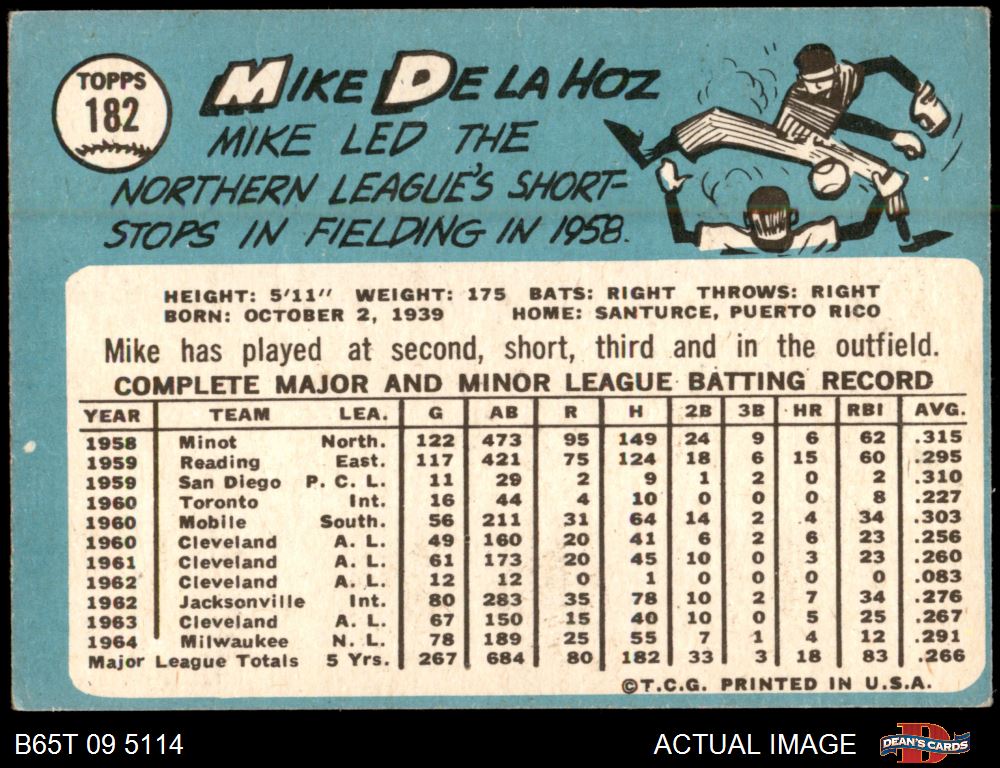 TOPPS
182
MIKE DE LA HOZ
MIKE LED THE
NORTHERN LEAGUE'S SHORT-
STOPS IN FIELDING IN 1958.
HEIGHT: 5'11" WEIGHT: 175 BATS: RIGHT THROWS: RIGHT
BORN: OCTOBER 2, 1939 HOME: SANTURCE, PUERTO RICO
Mike has played at second, short, third and in the outfield.
COMPLETE MAJOR AND MINOR LEAGUE BATTING RECORD
YEAR TEAM LEA. G AB R H 2B 3B HR RBI AVG.
1958 Minot North. 122 473 95 149 24 9 6 62 .315
1959 Reading East. 117 421 75 124 18 6 15 60 .295
1959 San Diego P. C. L. 11 29 2 9 1 2 0 2 .310
1960 Toronto Int. 16 44 4 10 0 0 0 8 .227
1960 Mobile South. 56 211 31 64 14 2 4 34 .303
1960 Cleveland A. L. 49 160 20 41 6 2 6 23 .256
1961 Cleveland A. L. 61 173 20 45 10 0 3 23 .260
1962 Cleveland A. L. 12 12 0 1 0 0 0 0 .083
1962 Jacksonville Int. 80 283 35 78 10 2 7 34 .276
1963 Cleveland A. L. 67 150 15 40 10 0 5 25 .267
1964 Milwaukee N. L. 78 189 25 55 7 1 4 12 .291
Major League Totals 5 Yrs. 267 684 80 182 33 3 18 83 .266
©T.C.G. PRINTED IN U.S.A.
B65T 09 5114 ACTUAL IMAGE DEAN'S CARDS